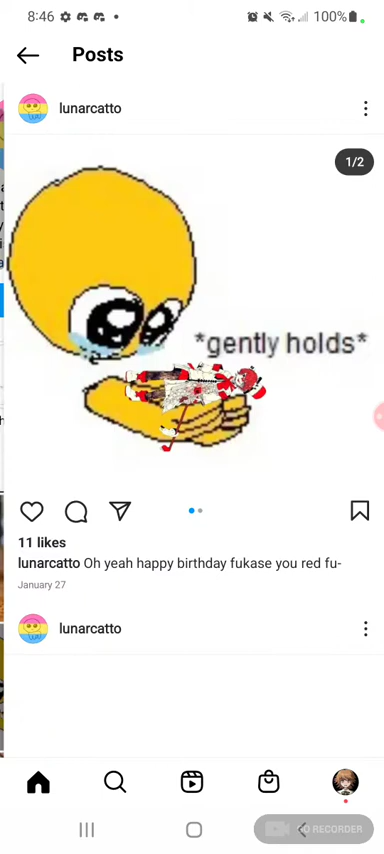 8:46
100%
Posts
lunarcatto
1/2
*gently holds*
11 likes
lunarcatto Oh yeah happy birthday fukase you red fu-
January 27
lunarcatto
RECORDER